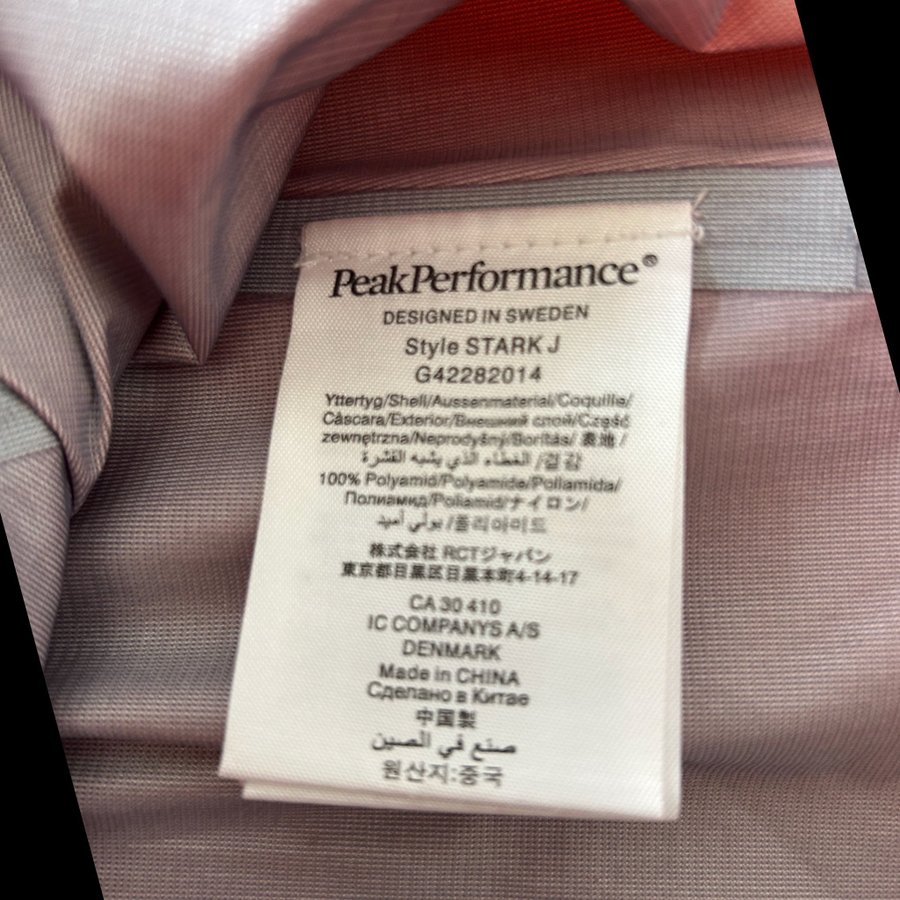 PeakPerformance®
DESIGNED IN SWEDEN
Style STARK J
G42282014
Yttertyg/Shell/Aussenmaterial/Coquille/
Cáscara/Exterior/Внешний слой/Część
zewnętrzna/Neprodyšný/Borítás/ 表地 /
الغطاء الذي يشبه القشرة /겉감
100% Polyamid/Polyamide/Poliamida/
Полиамид/Poliamid/ナイロン/
بولي أميد /폴리아미드
株式会社 RCTジャパン
東京都目黒区目黒本町4-14-17
CA 30 410
IC COMPANYS A/S
DENMARK
Made in CHINA
Сделано в Китае
中国製
صنع في الصين
원산지:중국